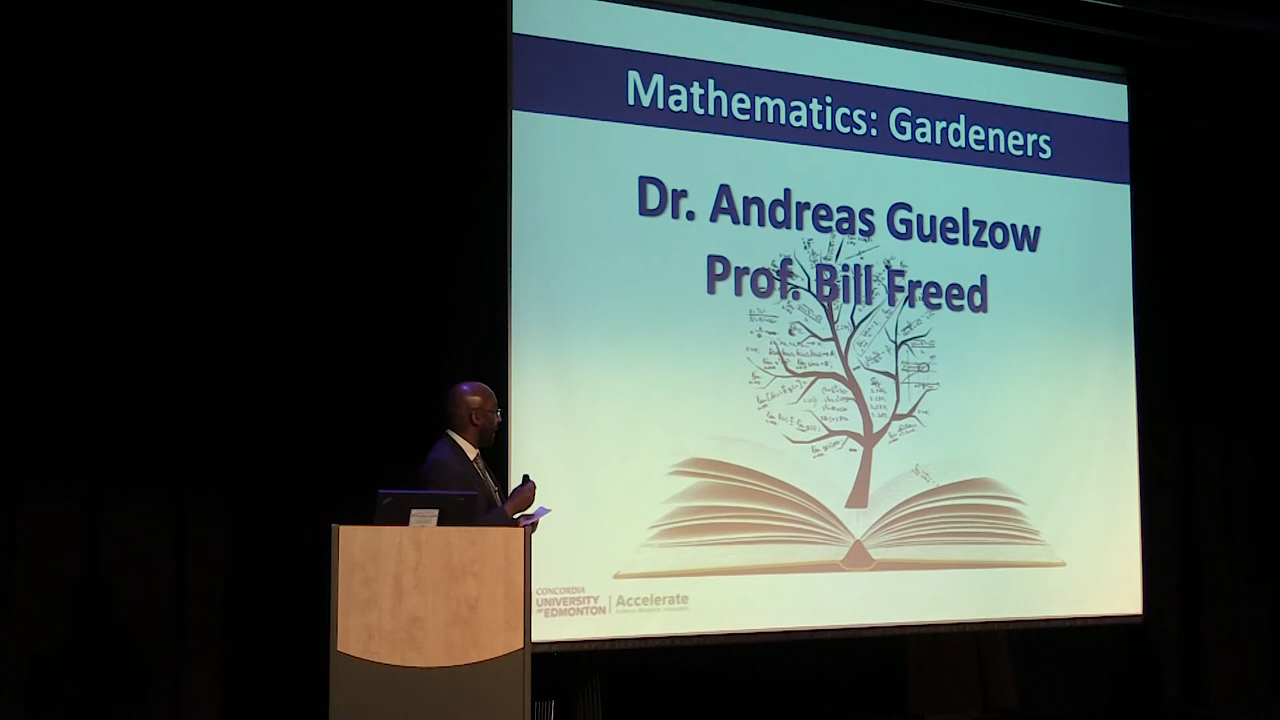 Mathematics: Gardeners
Dr. Andreas Guelzow
Prof. Bill Freed
CONCORDIA
UNIVERSITY
OF EDMONTON
Accelerate